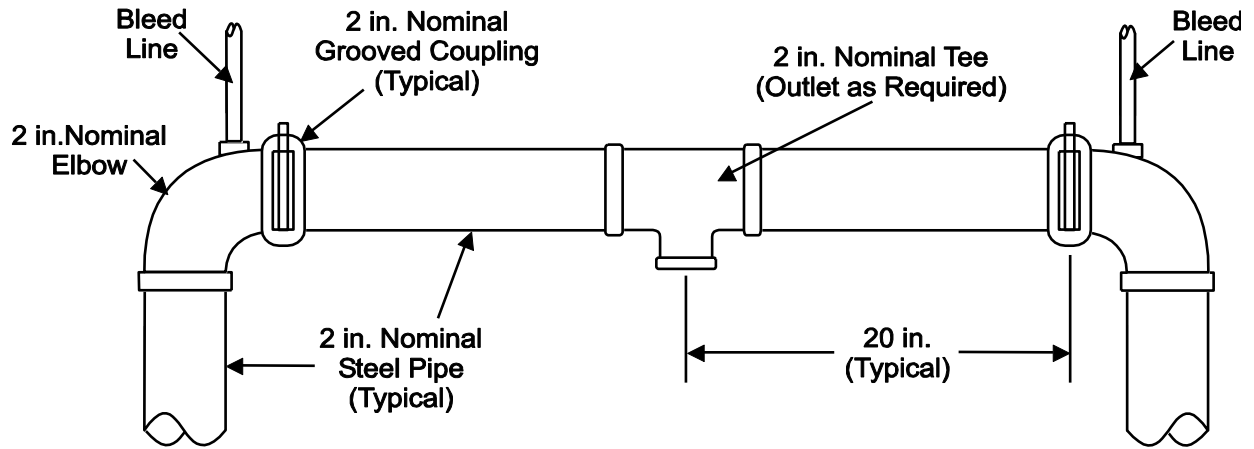 Bleed
Line
2 in. Nominal
Grooved Coupling
(Typical)
2 in. Nominal Tee
(Outlet as Required)
Bleed
Line
2 in.Nominal
Elbow
2 in. Nominal
Steel Pipe
(Typical)
20 in.
(Typical)